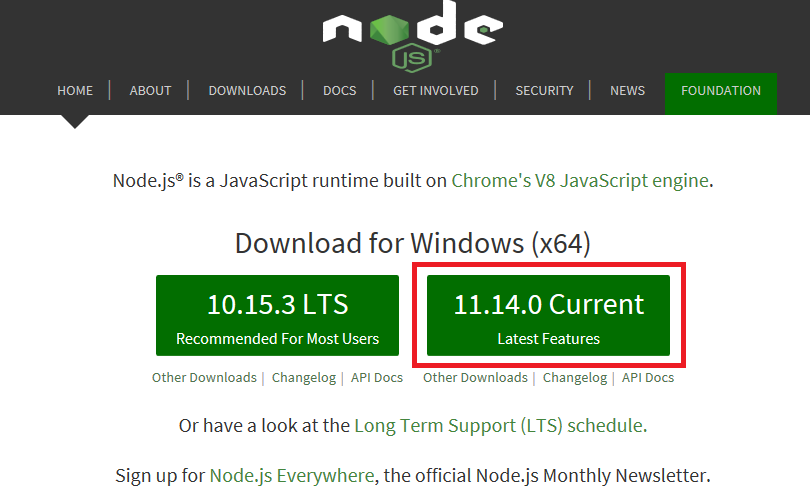 node
JS ®
HOME | ABOUT | DOWNLOADS | DOCS | GET INVOLVED | SECURITY | NEWS FOUNDATION
Node.js® is a JavaScript runtime built on Chrome's V8 JavaScript engine.
Download for Windows (x64)
10.15.3 LTS
Recommended For Most Users
11.14.0 Current
Latest Features
Other Downloads | Changelog | API Docs
Other Downloads | Changelog | API Docs
Or have a look at the Long Term Support (LTS) schedule.
Sign up for Node.js Everywhere, the official Node.js Monthly Newsletter.